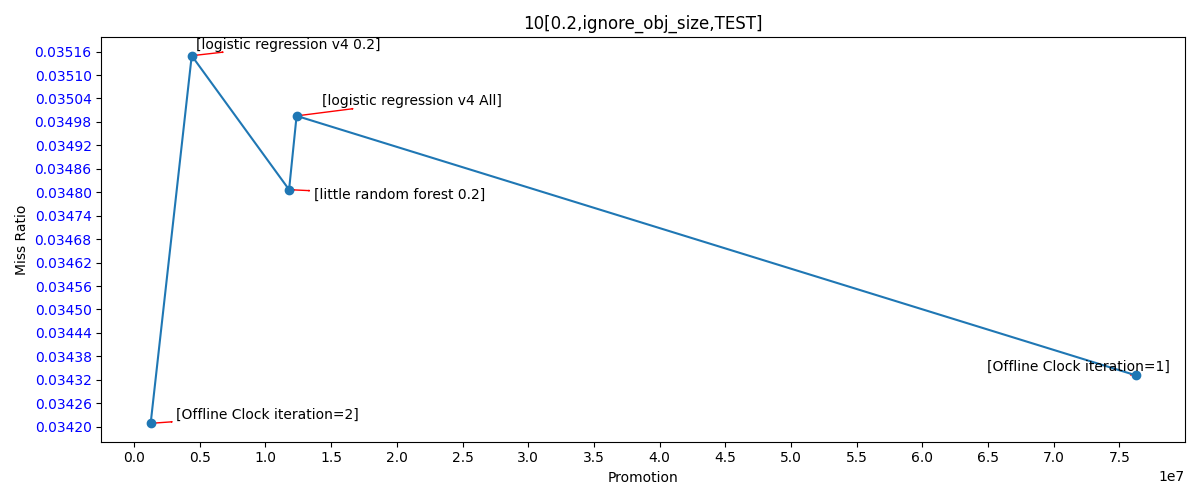 10[0.2,ignore_obj_size,TEST]
[logistic regression v4 0.2]
[logistic regression v4 All]
[little random forest 0.2]
[Offline Clock iteration=1]
[Offline Clock iteration=2]
Miss Ratio
0.03516
0.03510
0.03504
0.03498
0.03492
0.03486
0.03480
0.03474
0.03468
0.03462
0.03456
0.03450
0.03444
0.03438
0.03432
0.03426
0.03420
0.0 0.5 1.0 1.5 2.0 2.5 3.0 3.5 4.0 4.5 5.0 5.5 6.0 6.5 7.0 7.5
1e7
Promotion